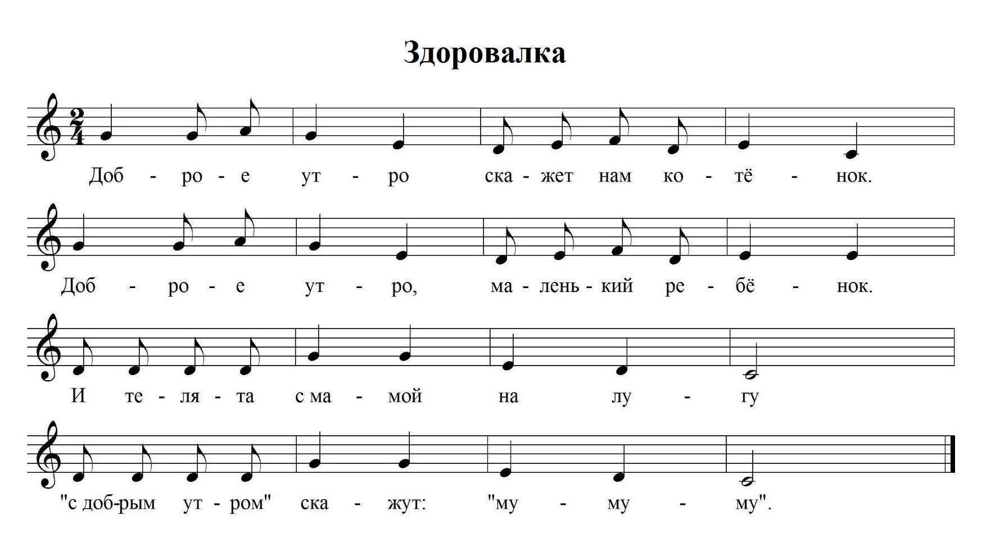 Здоровалка
2
4
Доб - ро - е ут - ро ска - жет нам ко - тё - нок.
Доб - ро - е ут - ро, ма - лень - кий ре - бё - нок.
И те - ля - та с ма - мой на лу - гу
"с доб-рым ут - ром" ска - жут: "му - му - му".